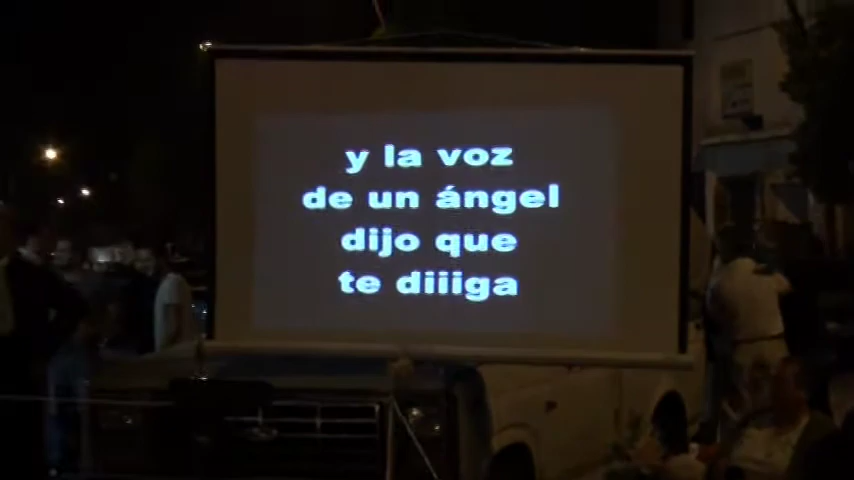 y la voz
de un ángel
dijo que
te diiiga